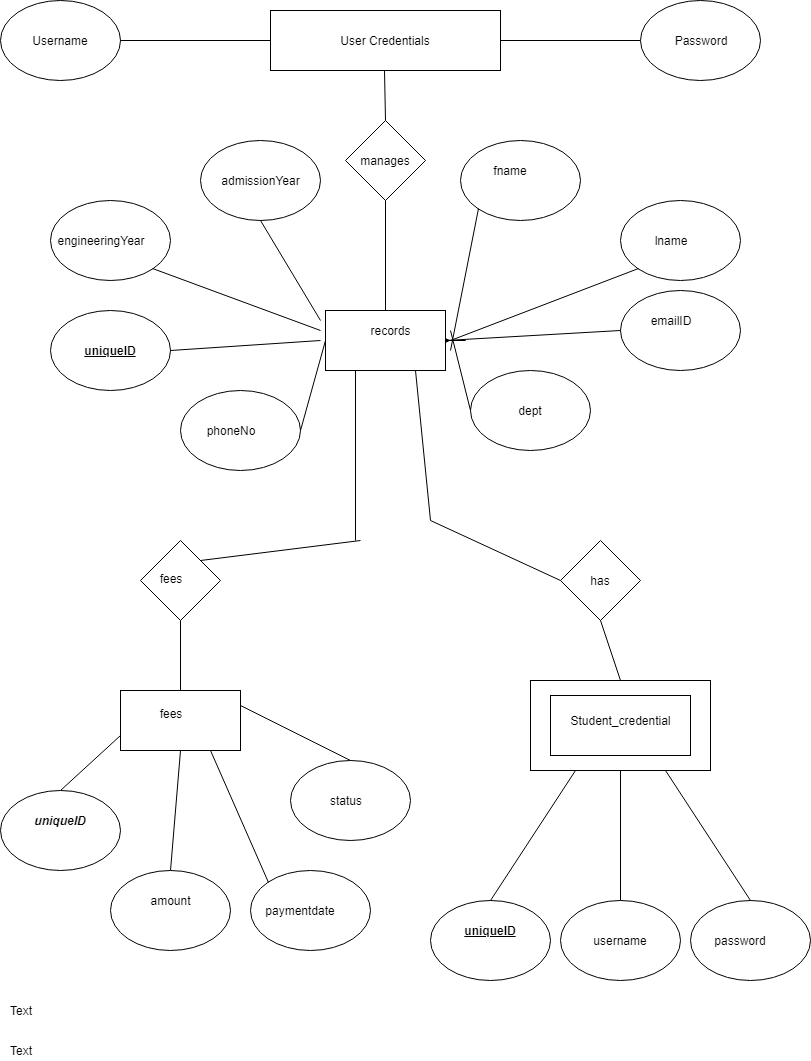 Username
User Credentials
Password
manages
admissionYear
fname
engineeringYear
lname
records
emailID
uniqueID
phoneNo
dept
fees
has
fees
Student_credential
uniqueID
status
amount
paymentdate
uniqueID
username
password
Text
Text